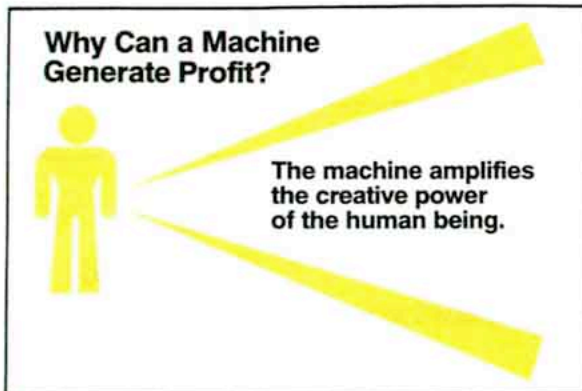 Why Can a Machine
Generate Profit?
The machine amplifies
the creative power
of the human being.